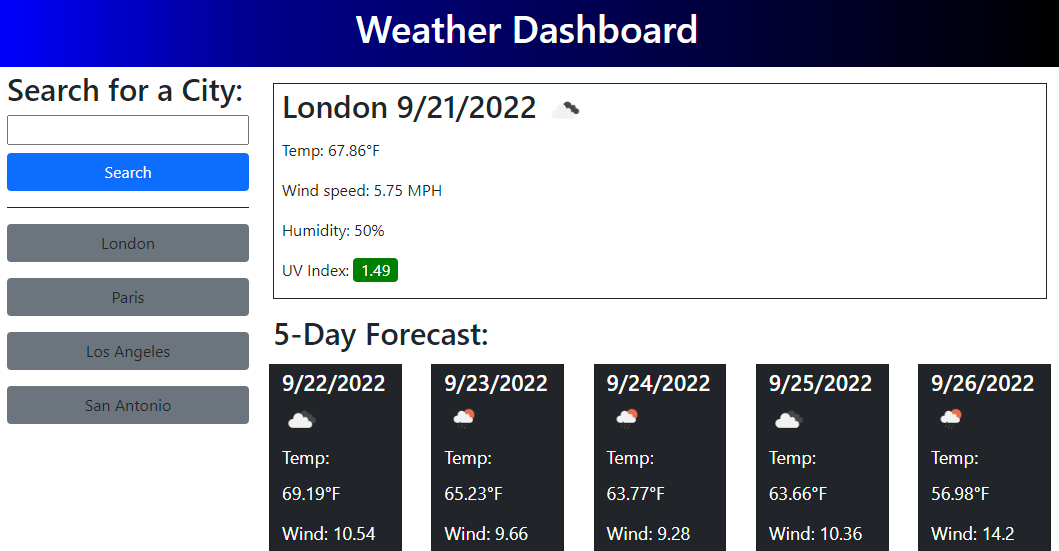 Weather Dashboard
Search for a City:
Search
London
Paris
Los Angeles
San Antonio
London 9/21/2022
Temp: 67.86°F
Wind speed: 5.75 MPH
Humidity: 50%
UV Index: 1.49
5-Day Forecast:
9/22/2022
Temp:
69.19°F
Wind: 10.54
9/23/2022
Temp:
65.23°F
Wind: 9.66
9/24/2022
Temp:
63.77°F
Wind: 9.28
9/25/2022
Temp:
63.66°F
Wind: 10.36
9/26/2022
Temp:
56.98°F
Wind: 14.2